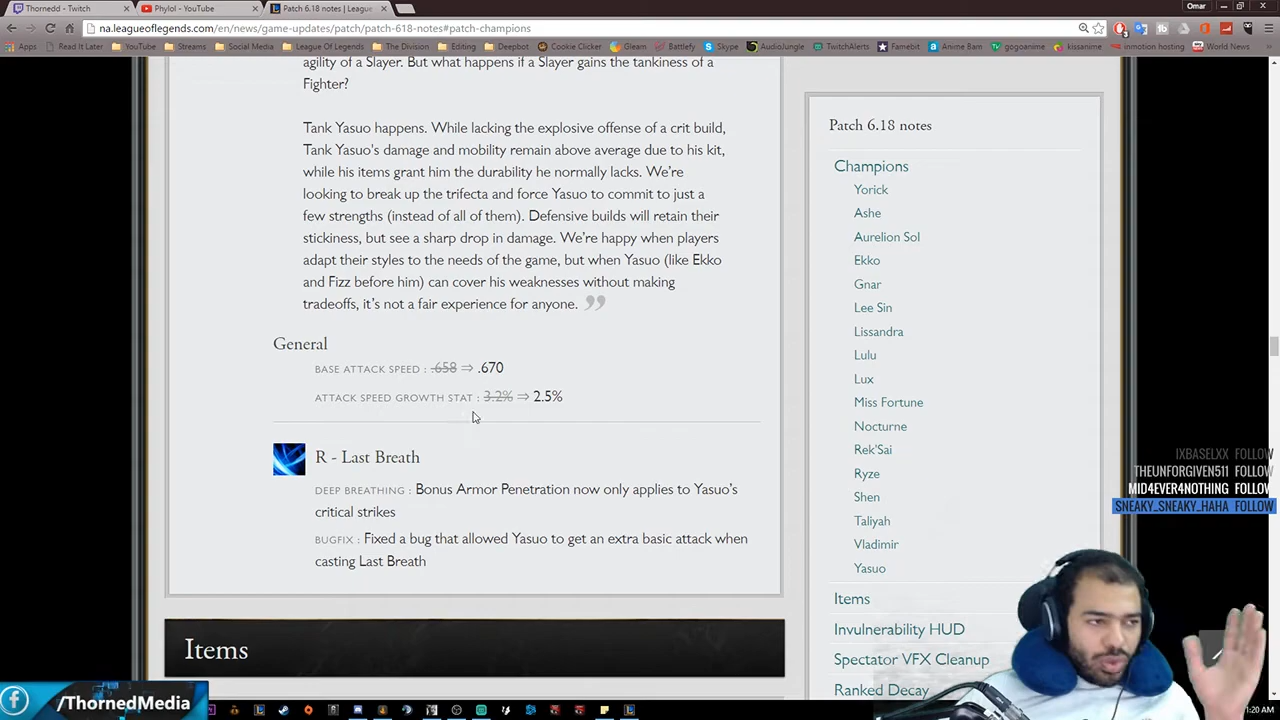 Thornedd - Twitch
Phylol - YouTube
Patch 6.18 notes | League
Omar
na.leagueoflegends.com/en/news/game-updates/patch/patch-618-notes#patch-champions
Apps Read It Later YouTube Streams Social Media League Of Legends The Division Editing Deepbot Cookie Clicker Gleam Battlefy Skype AudioJungle TwitchAlerts Famebit Anime Bam gogoanime kissanime inmotion hosting World News
agility of a Slayer. But what happens if a Slayer gains the tankiness of a
Fighter?
Tank Yasuo happens. While lacking the explosive offense of a crit build,
Tank Yasuo's damage and mobility remain above average due to his kit,
while his items grant him the durability he normally lacks. We're
looking to break up the trifecta and force Yasuo to commit to just a
few strengths (instead of all of them). Defensive builds will retain their
stickiness, but see a sharp drop in damage. We're happy when players
adapt their styles to the needs of the game, but when Yasuo (like Ekko
and Fizz before him) can cover his weaknesses without making
tradeoffs, it's not a fair experience for anyone. ”
General
BASE ATTACK SPEED : .658 ⇒ .670
ATTACK SPEED GROWTH STAT : 3.2% ⇒ 2.5%
R - Last Breath
DEEP BREATHING : Bonus Armor Penetration now only applies to Yasuo's
critical strikes
BUGFIX : Fixed a bug that allowed Yasuo to get an extra basic attack when
casting Last Breath
Items
Patch 6.18 notes
Champions
Yorick
Ashe
Aurelion Sol
Ekko
Gnar
Lee Sin
Lissandra
Lulu
Lux
Miss Fortune
Nocturne
Rek'Sai
Ryze
Shen
Taliyah
Vladimir
Yasuo
Items
Invulnerability HUD
Spectator VFX Cleanup
Ranked Decay
IXBASELXX FOLLOW
THEUNFORGIVEN511 FOLLOW
MID4EVER4NOTHING FOLLOW
SNEAKY_SNEAKY_HAHA FOLLOW
/ThornedMedia
1:20 AM